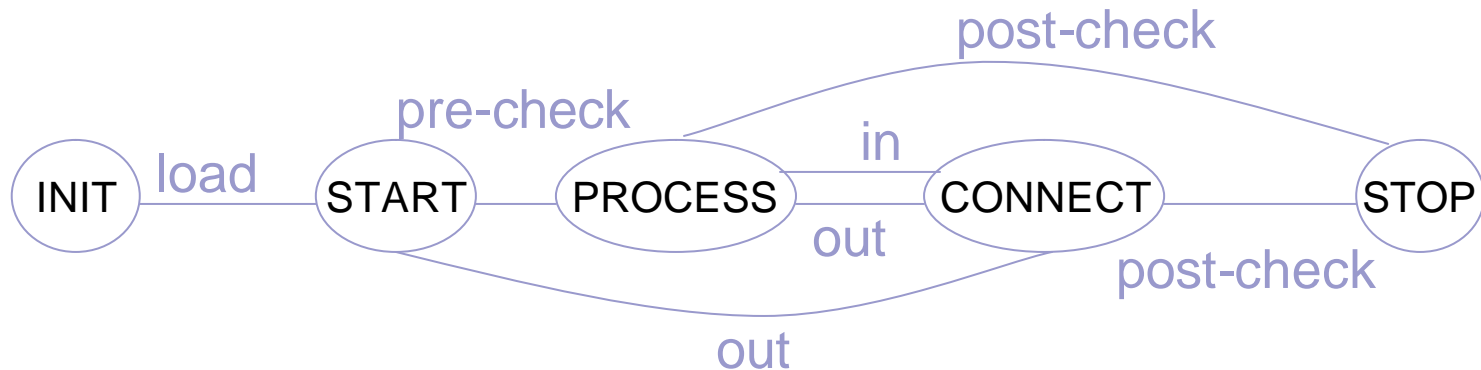 post-check
pre-check
in
load
INIT
START
PROCESS
CONNECT
STOP
out
post-check
out